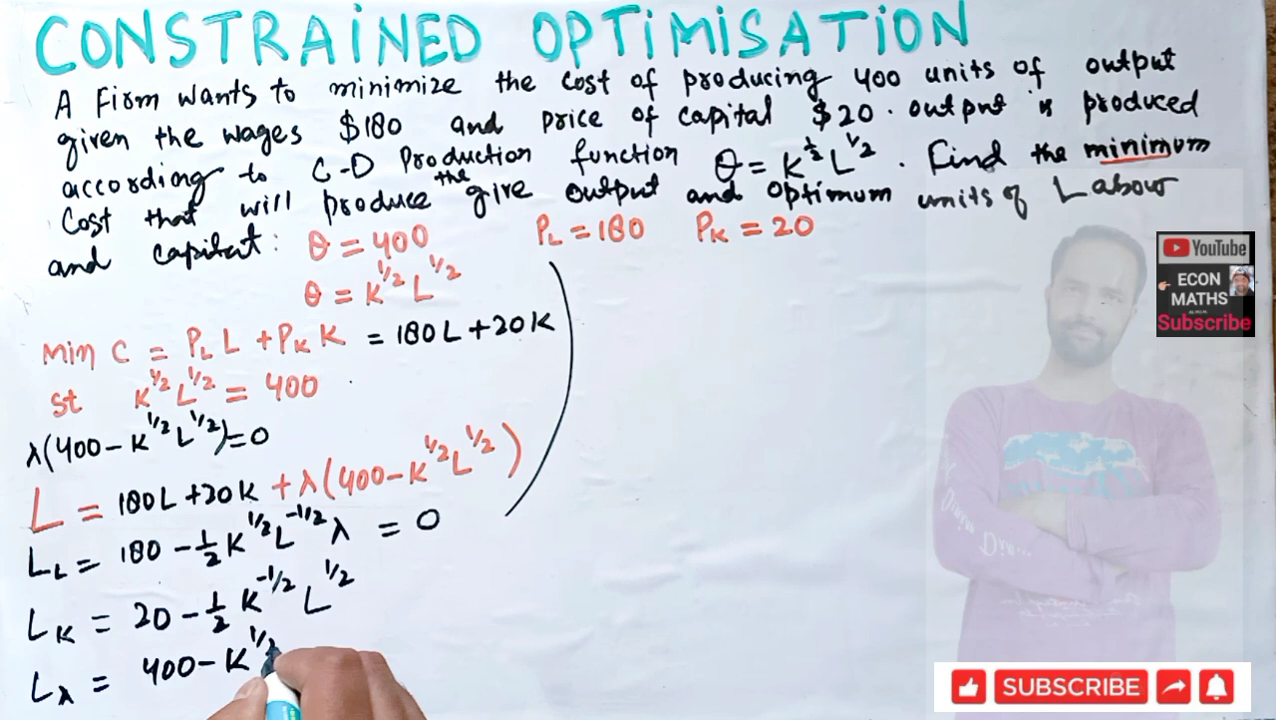 CONSTRAINED OPTIMISATION
A Firm wants to minimize the cost of producing 400 units of output
given the wages $180 and price of capital $20. output is produced
according to C-D Production function Q = K^½ L^1/2. Find the minimum
Cost that will produce the give output and optimum units of Labour
and capital: Q = 400 PL = 180 PK = 20
Q = K^1/2 L^1/2
Min C = PL L + PK K = 180L + 20K
st K^1/2 L^1/2 = 400
λ(400 - K^1/2 L^1/2) = 0
L = 180L + 20K + λ(400 - K^1/2 L^1/2)
LL = 180 - 1/2 K^1/2 L^-1/2 λ = 0
LK = 20 - 1/2 K^-1/2 L^1/2
Lλ = 400 - K^1/2
YouTube
ECON
MATHS
Subscribe
SUBSCRIBE